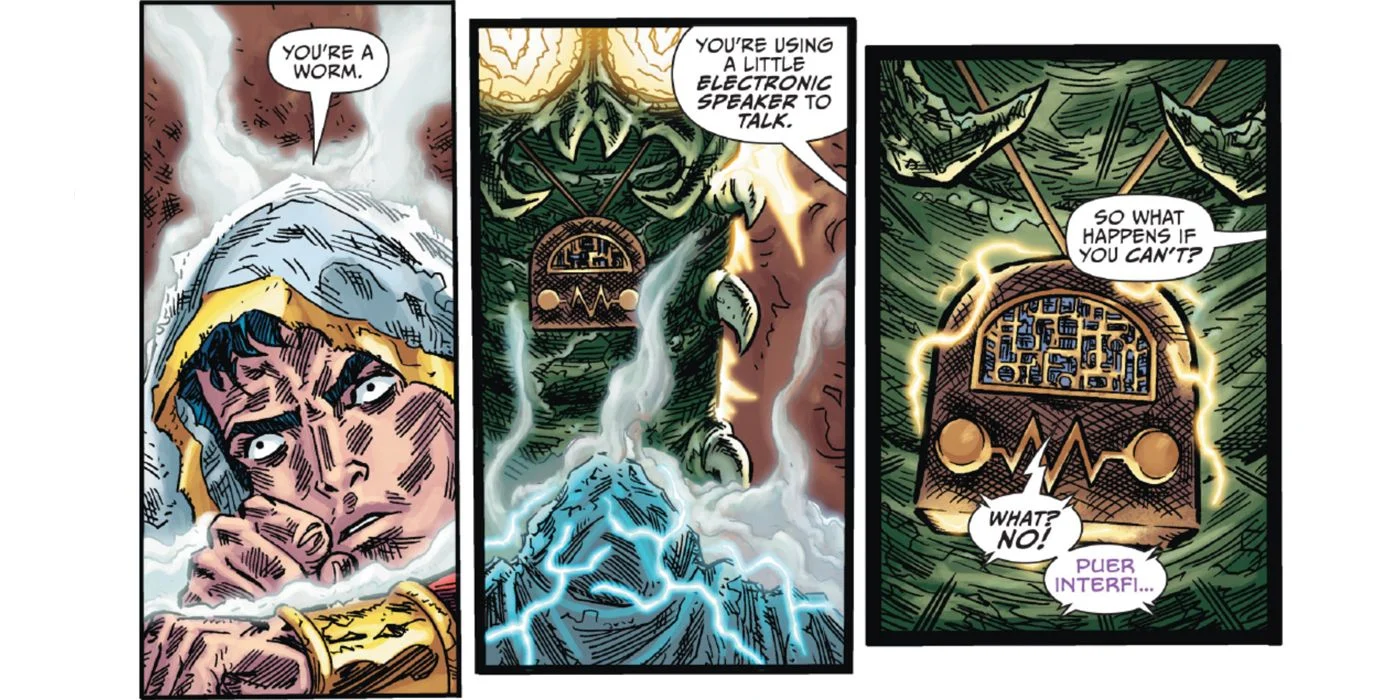 YOU'RE A
WORM.
YOU'RE USING
A LITTLE
ELECTRONIC
SPEAKER TO
TALK.
SO WHAT
HAPPENS IF
YOU CAN'T?
WHAT?
NO!
PUER
INTERFI...